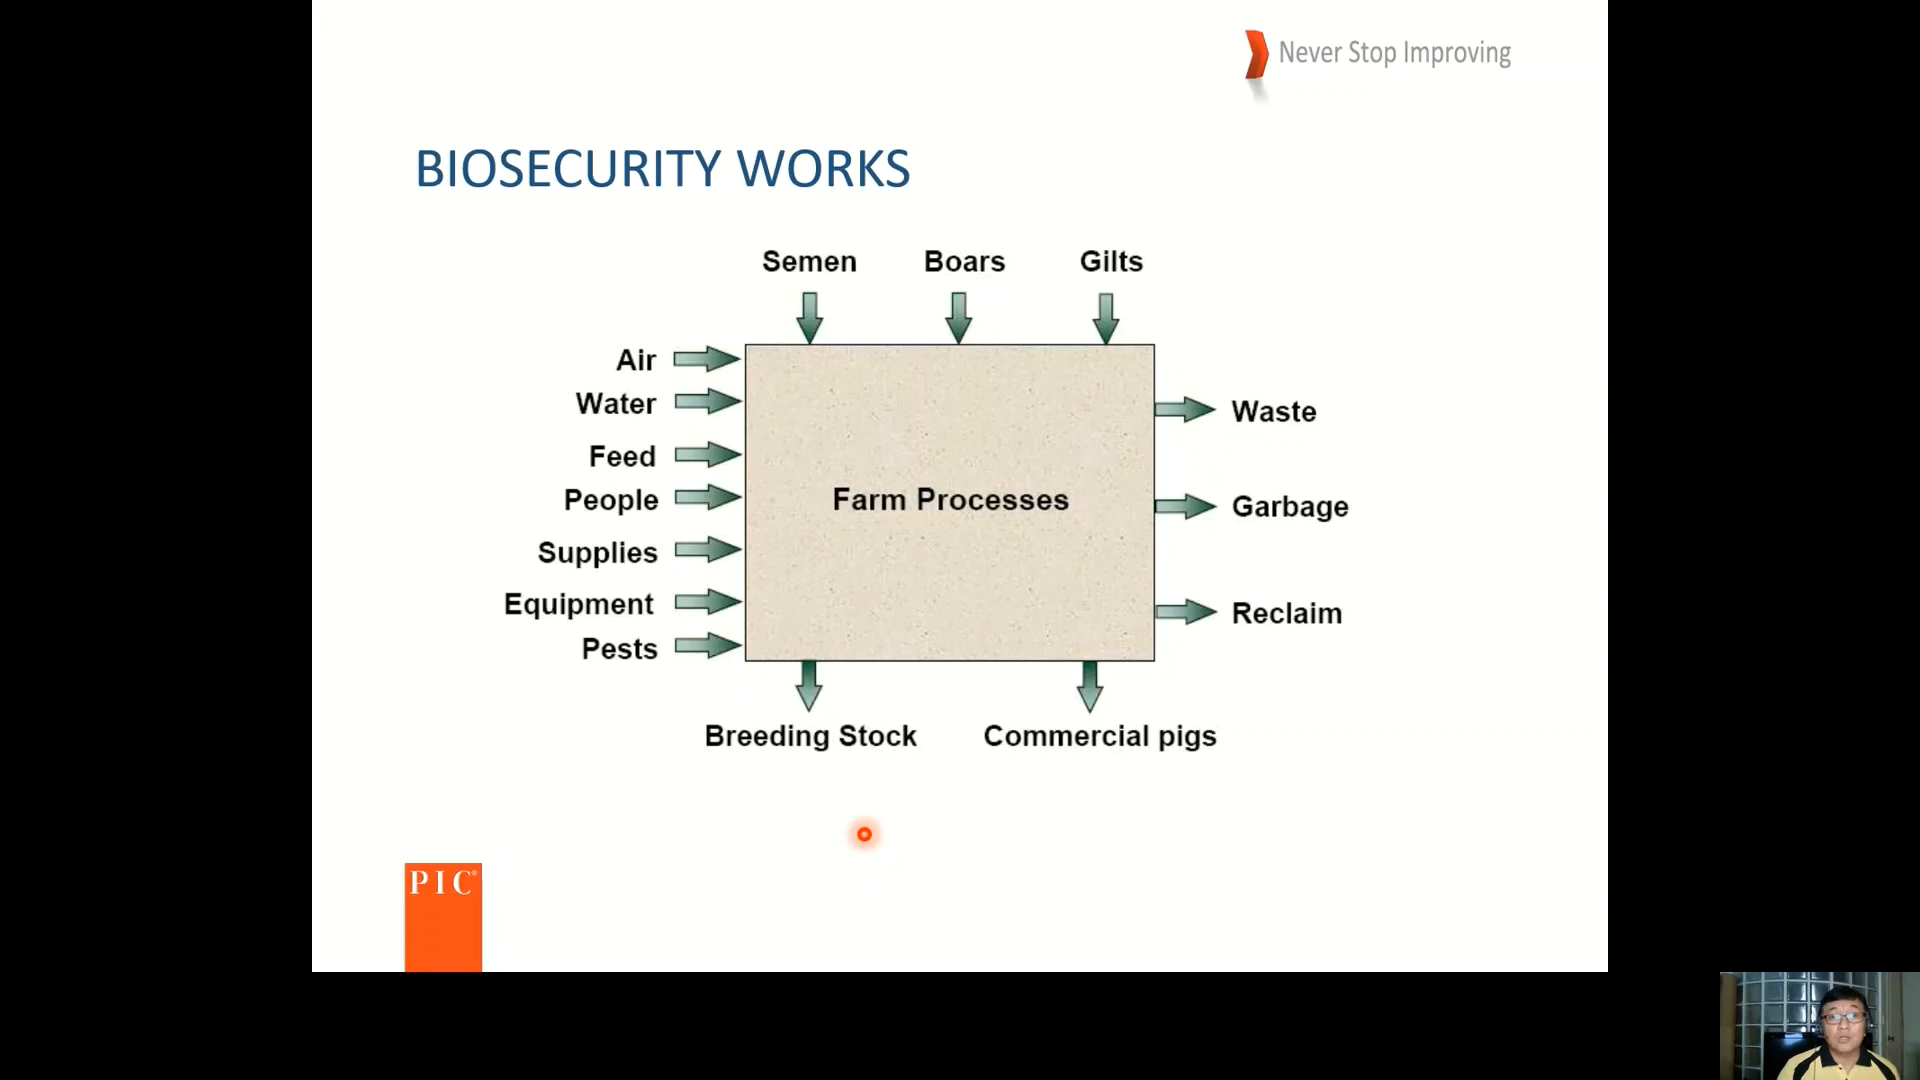 Never Stop Improving
BIOSECURITY WORKS
Semen
Boars
Gilts
Air
Water
Feed
People
Supplies
Equipment
Pests
Farm Processes
Waste
Garbage
Reclaim
Breeding Stock
Commercial pigs
PIC®